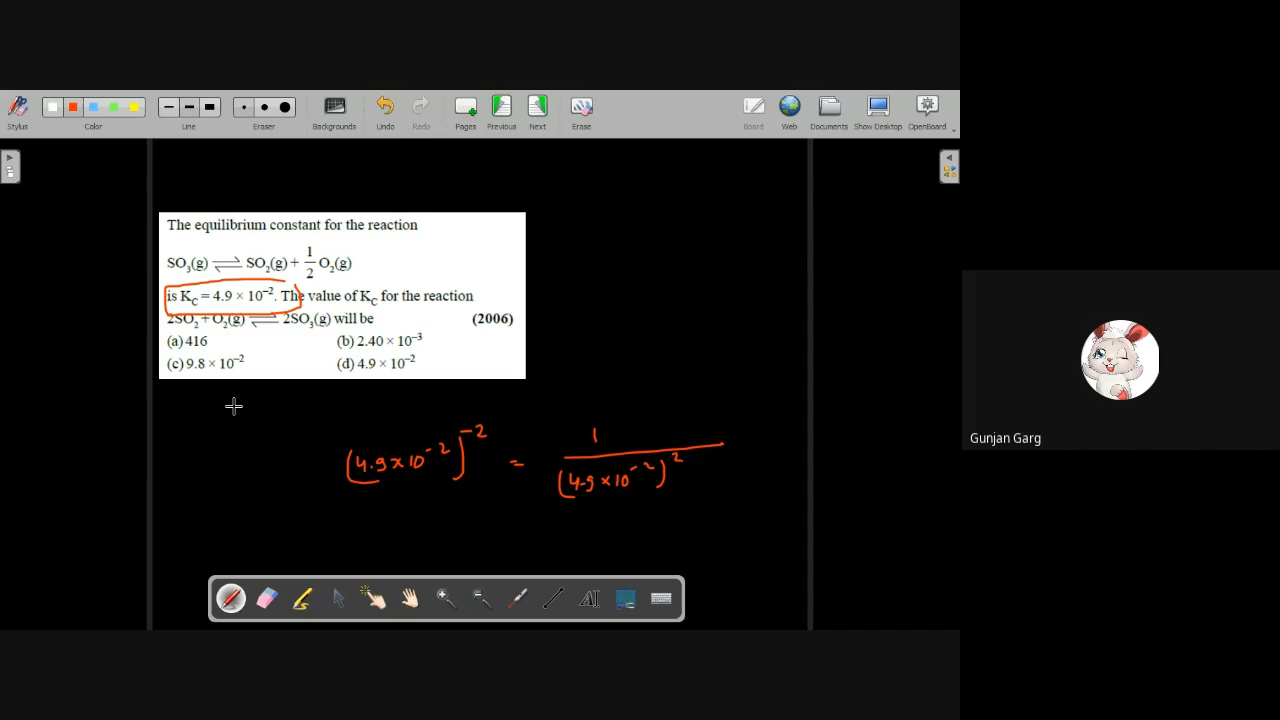 Stylus Color Line Eraser Backgrounds Undo Redo Pages Previous Next Erase Board Web Documents Show Desktop OpenBoard
The equilibrium constant for the reaction
SO₃(g) ⇌ SO₂(g) + 1/2 O₂(g)
is K_C = 4.9 × 10⁻². The value of K_C for the reaction
2SO₂ + O₂(g) ⇌ 2SO₃(g) will be (2006)
(a) 416 (b) 2.40 × 10⁻³
(c) 9.8 × 10⁻² (d) 4.9 × 10⁻²
(4.9 × 10⁻²)⁻² = 1/(4.9 × 10⁻²)²
Gunjan Garg
AI